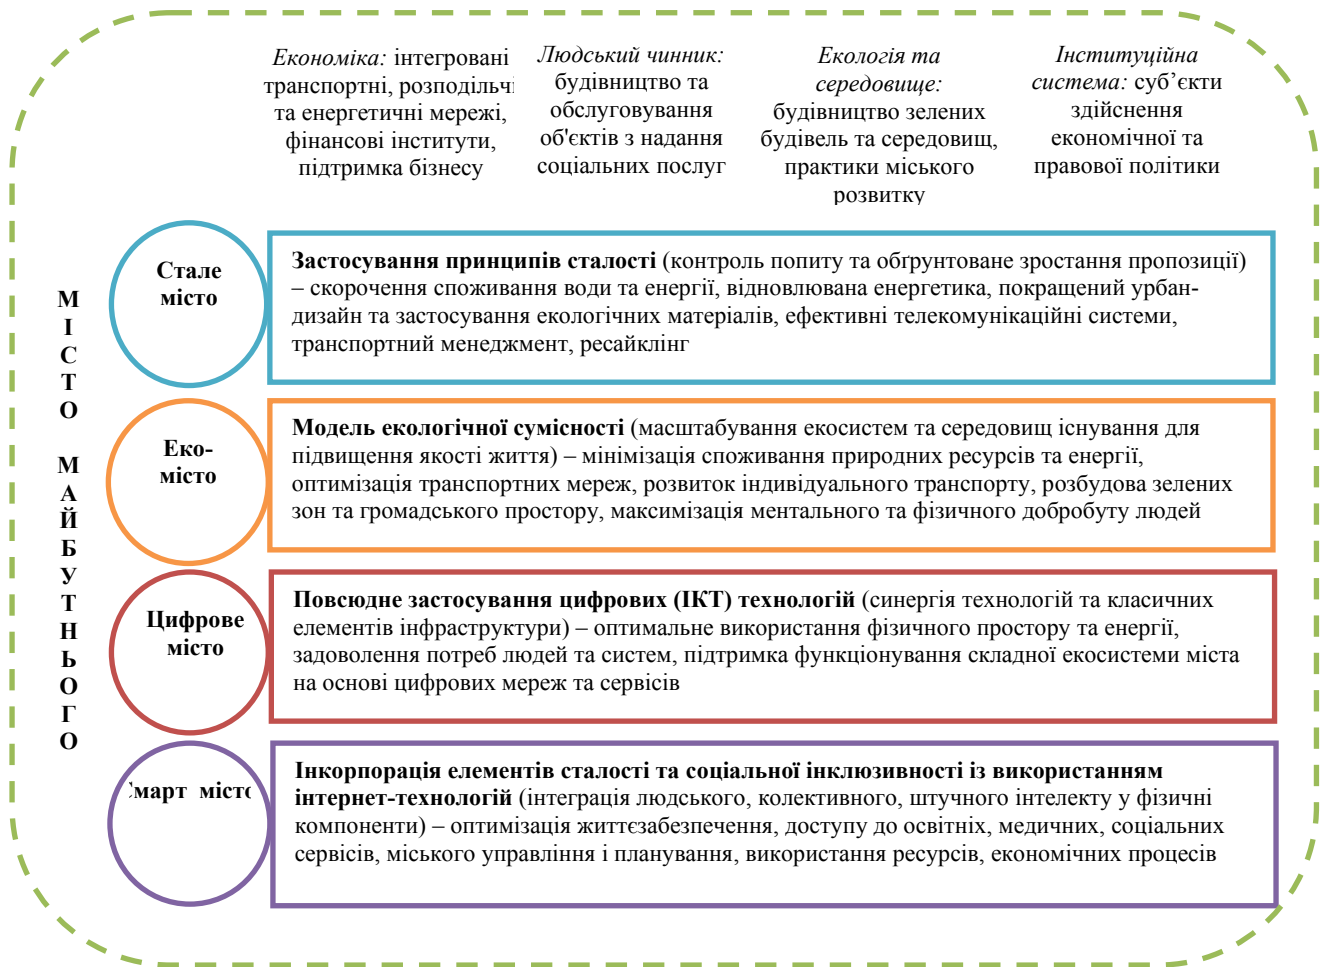 Економіка: інтегровані
транспортні, розподільчі
та енергетичні мережі,
фінансові інститути,
підтримка бізнесу
Людський чинник:
будівництво та
обслуговування
об'єктів з надання
соціальних послуг
Екологія та
середовище:
будівництво зелених
будівель та середовищ,
практики міського
розвитку
Інституційна
система: суб’єкти
здійснення
економічної та
правової політики
МІСТО МАЙБУТНЬОГО
Стале
місто
Застосування принципів сталості (контроль попиту та обґрунтоване зростання пропозиції)
– скорочення споживання води та енергії, відновлювана енергетика, покращений урбан-
дизайн та застосування екологічних матеріалів, ефективні телекомунікаційні системи,
транспортний менеджмент, ресайклінг
Еко-
місто
Модель екологічної сумісності (масштабування екосистем та середовищ існування для
підвищення якості життя) – мінімізація споживання природних ресурсів та енергії,
оптимізація транспортних мереж, розвиток індивідуального транспорту, розбудова зелених
зон та громадського простору, максимізація ментального та фізичного добробуту людей
Цифрове
місто
Повсюдне застосування цифрових (ІКТ) технологій (синергія технологій та класичних
елементів інфраструктури) – оптимальне використання фізичного простору та енергії,
задоволення потреб людей та систем, підтримка функціонування складної екосистеми міста
на основі цифрових мереж та сервісів
Смарт місто
Інкорпорація елементів сталості та соціальної інклюзивності із використанням
інтернет-технологій (інтеграція людського, колективного, штучного інтелекту у фізичні
компоненти) – оптимізація життєзабезпечення, доступу до освітніх, медичних, соціальних
сервісів, міського управління і планування, використання ресурсів, економічних процесів